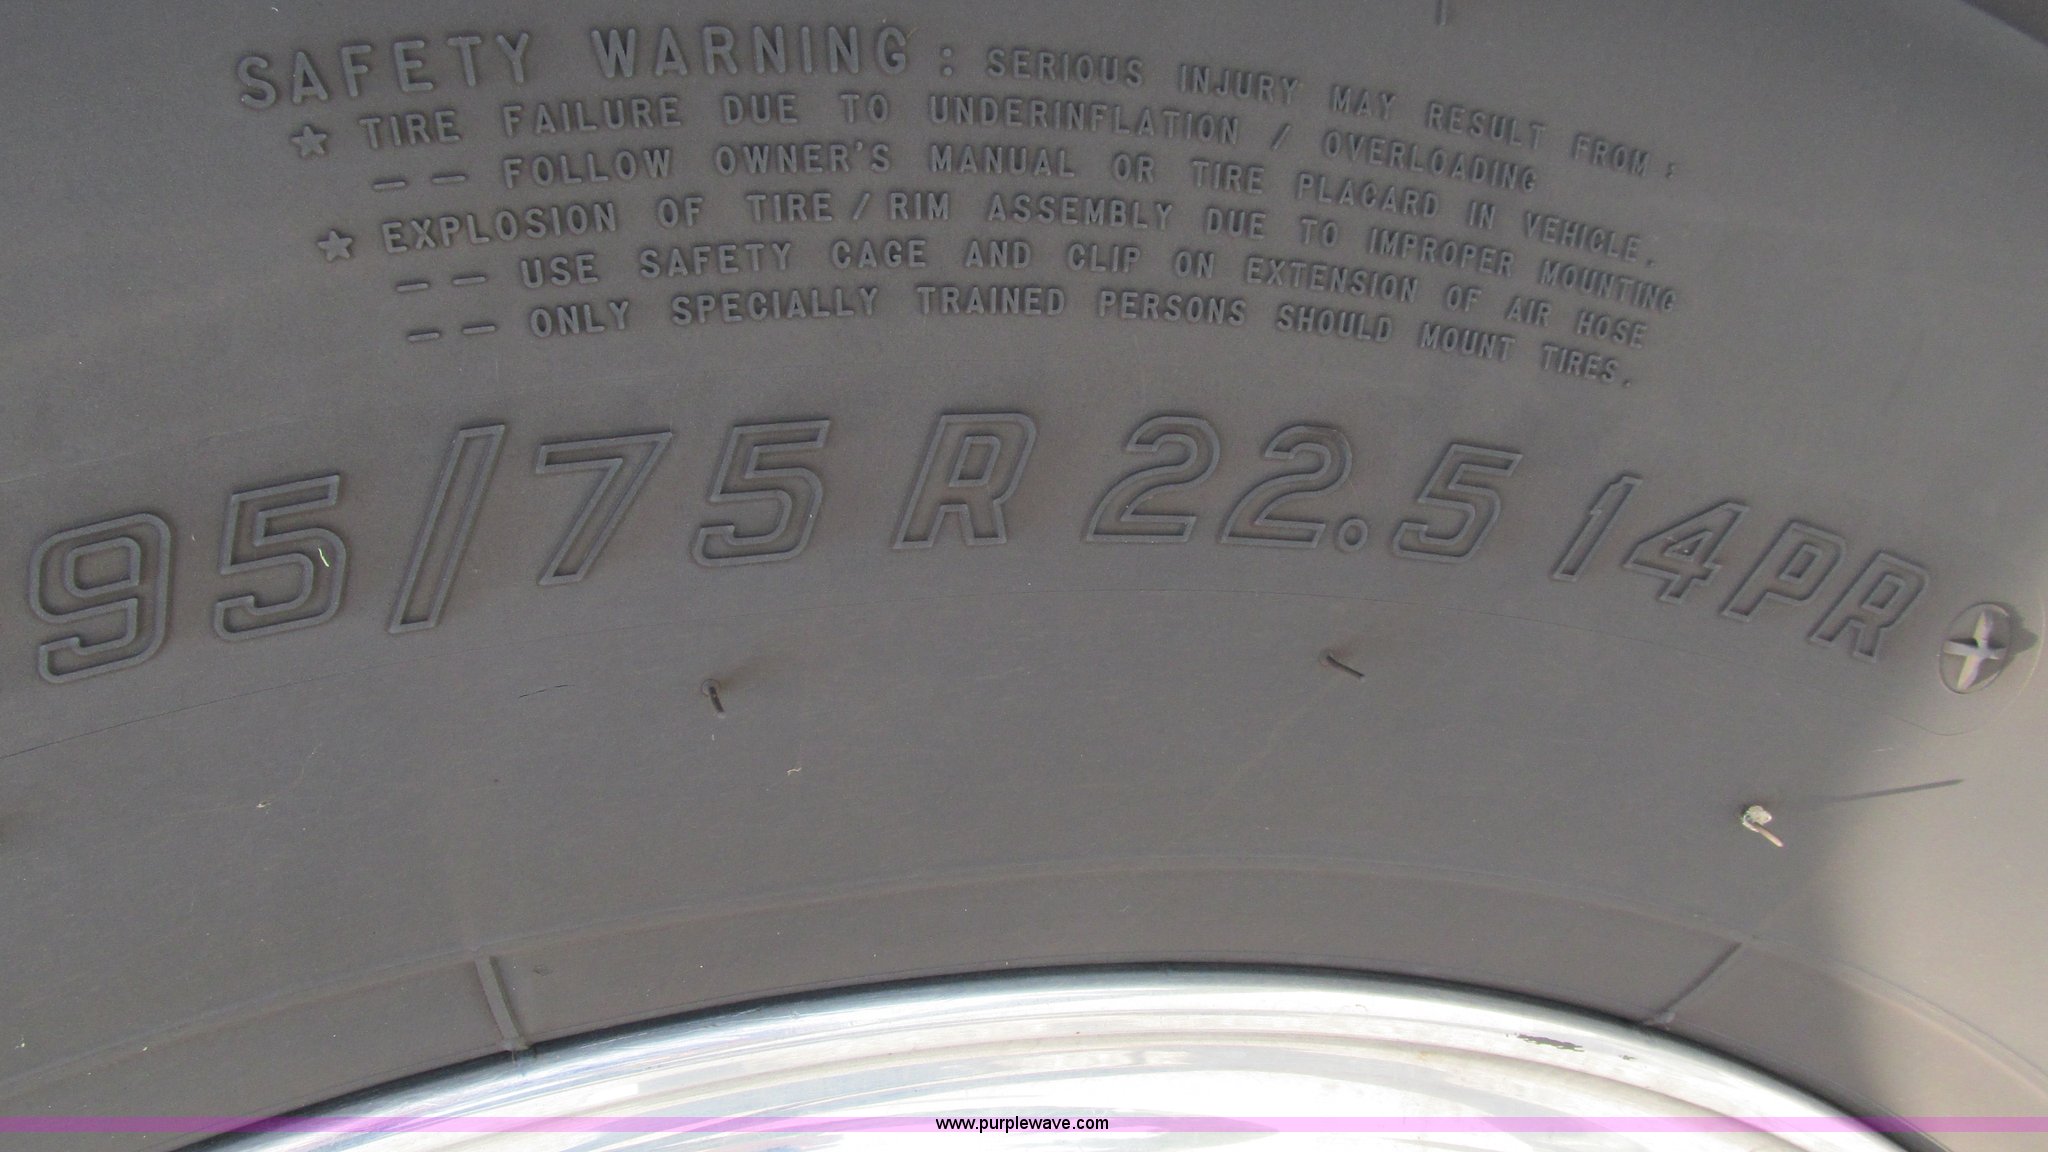 SAFETY WARNING : SERIOUS INJURY MAY RESULT FROM :
★ TIRE FAILURE DUE TO UNDERINFLATION / OVERLOADING
— — FOLLOW OWNER'S MANUAL OR TIRE PLACARD IN VEHICLE.
★ EXPLOSION OF TIRE / RIM ASSEMBLY DUE TO IMPROPER MOUNTING
— — USE SAFETY CAGE AND CLIP ON EXTENSION OF AIR HOSE
— — ONLY SPECIALLY TRAINED PERSONS SHOULD MOUNT TIRES.
95/75 R 22.5 14PR
www.purplewave.com